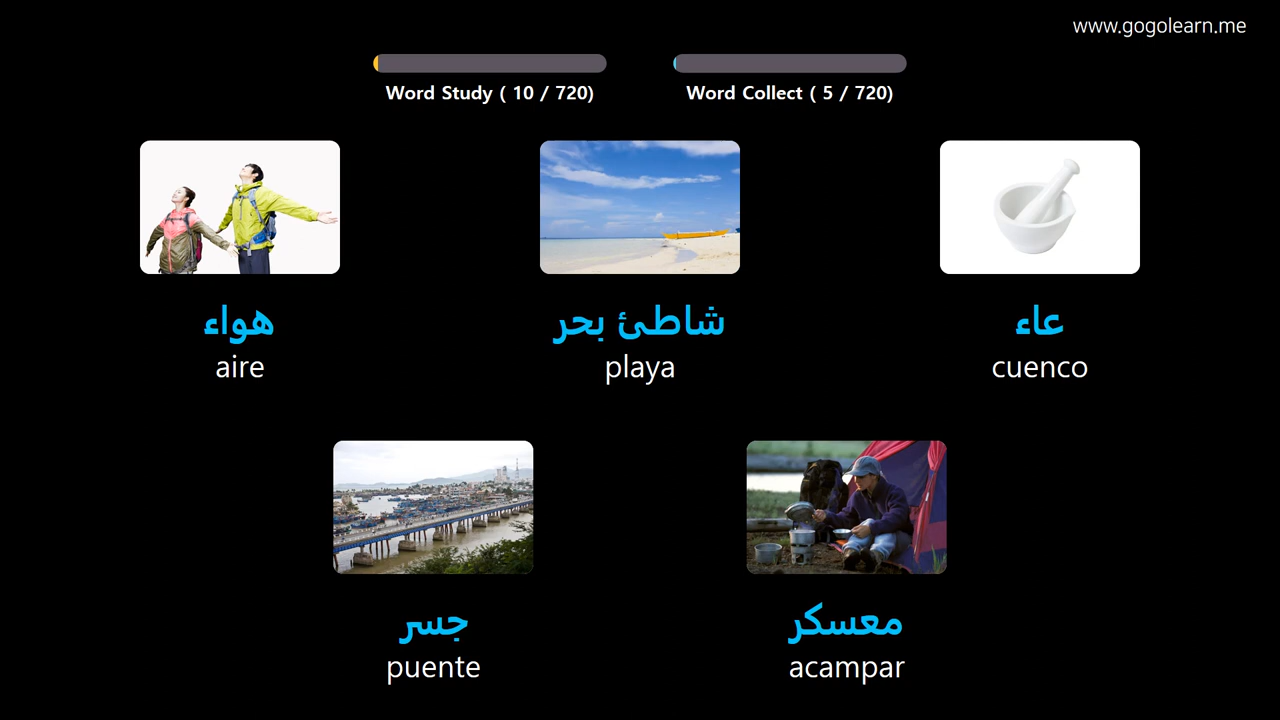 www.gogolearn.me
Word Study ( 10 / 720)
Word Collect ( 5 / 720)
هواء
aire
شاطئ بحر
playa
عاء
cuenco
جسر
puente
معسكر
acampar